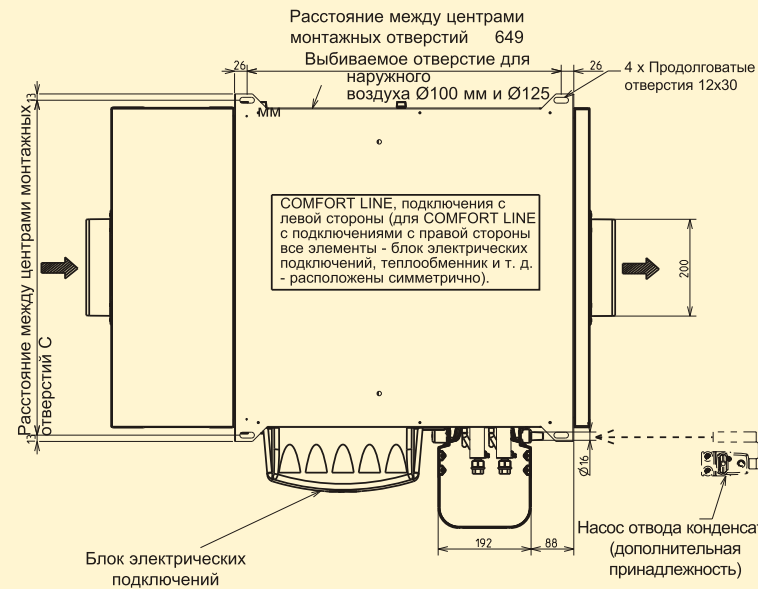 Расстояние между центрами
монтажных отверстий 649
Выбиваемое отверстие для
наружного
воздуха Ø100 мм и Ø125
мм
26
26
4 x Продолговатые
отверстия 12x30
13
Расстояние между центрами монтажных
отверстий C
13
COMFORT LINE, подключения с
левой стороны (для COMFORT LINE
с подключениями с правой стороны
все элементы - блок электрических
подключений, теплообменник и т. д.
- расположены симметрично).
200
Ø16
192
88
Насос отвода конденсат
(дополнительная
принадлежность)
Блок электрических
подключений